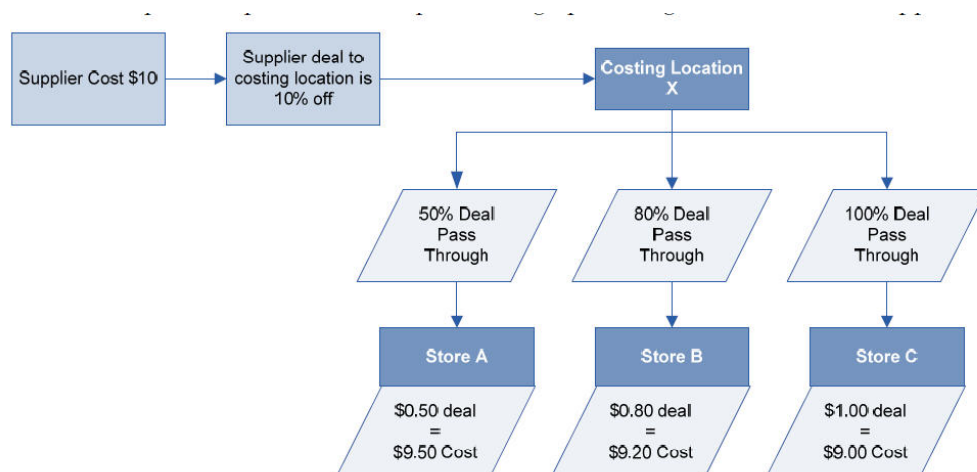 Supplier Cost $10
Supplier deal to
costing location is
10% off
Costing Location
X
50% Deal
Pass
Through
80% Deal
Pass
Through
100% Deal
Pass
Through
Store A
Store B
Store C
$0.50 deal
=
$9.50 Cost
$0.80 deal
=
$9.20 Cost
$1.00 deal
=
$9.00 Cost